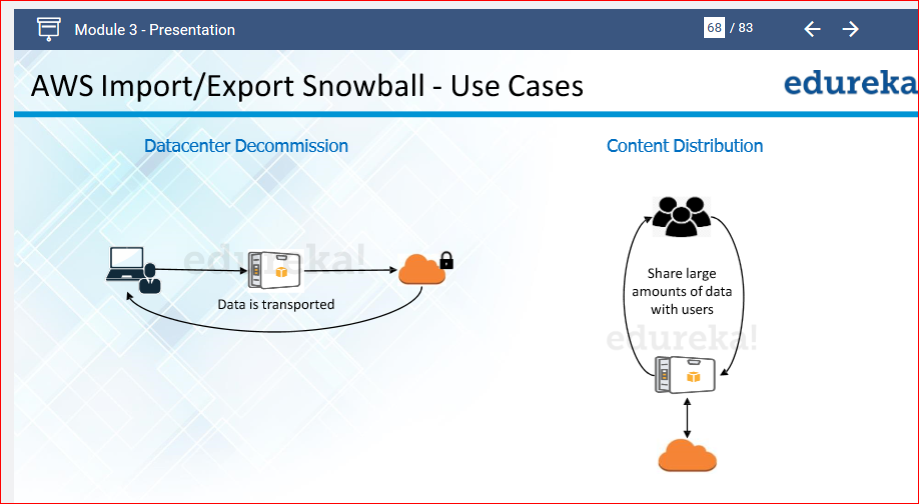 Module 3 - Presentation
68 / 83
AWS Import/Export Snowball - Use Cases
edureka
Datacenter Decommission
Content Distribution
edureka!
Data is transported
Share large
amounts of data
with users
edureka!